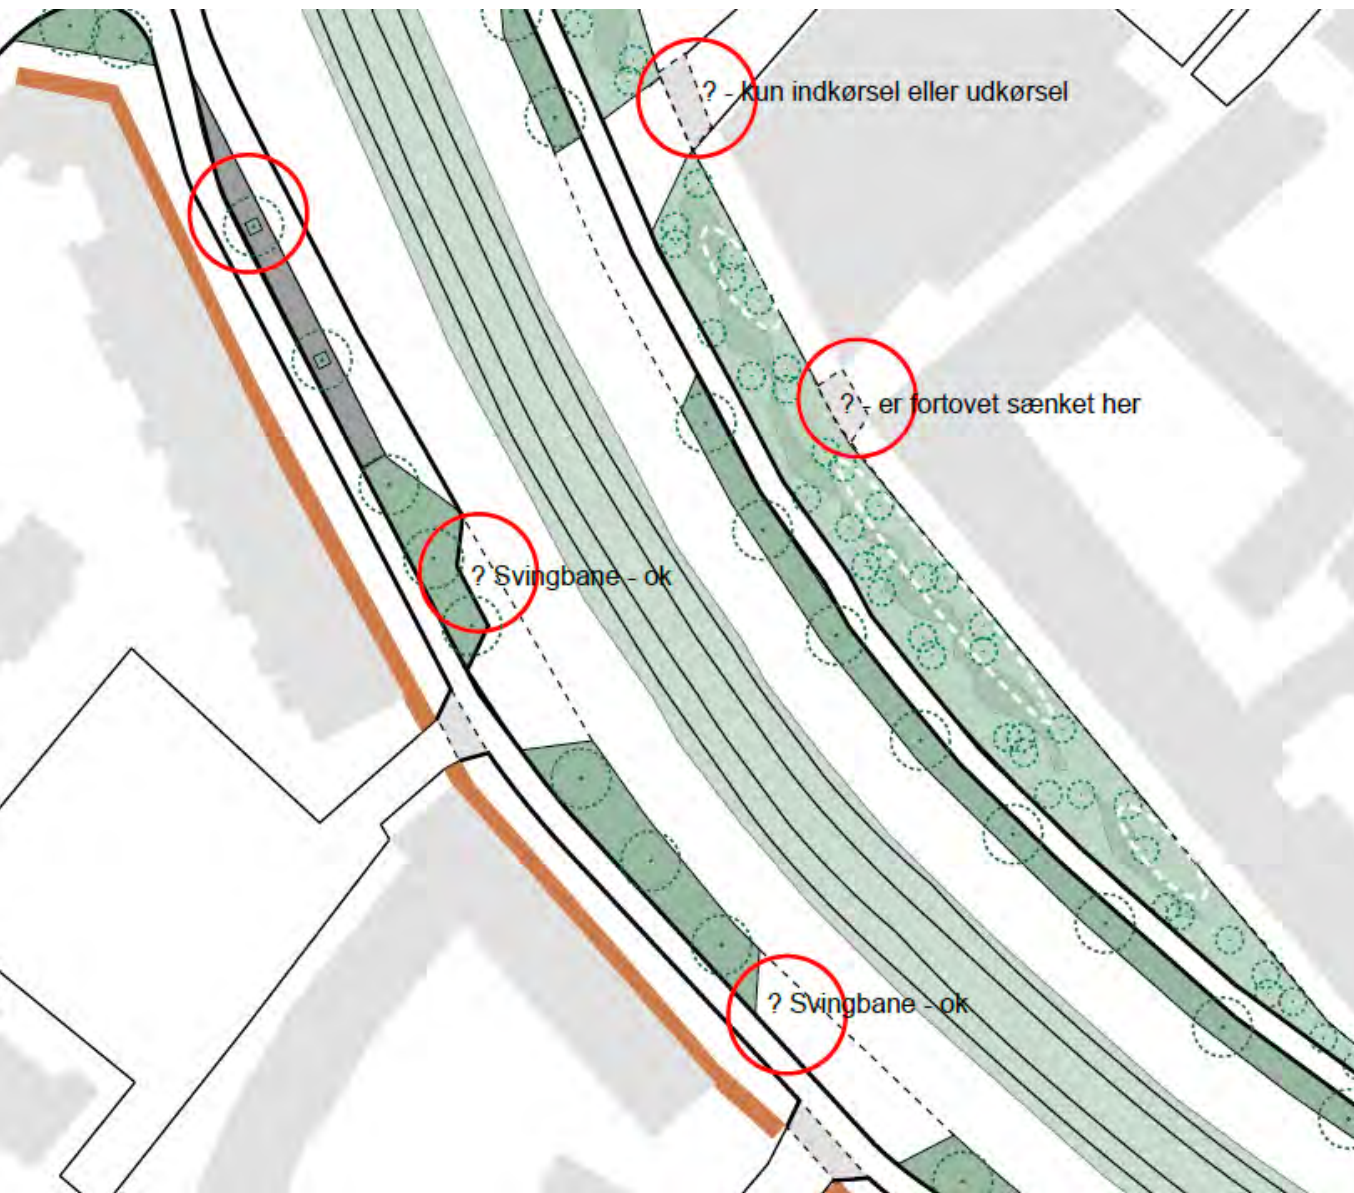 ? - kun indkørsel eller udkørsel
? - er fortovet sænket her
? Svingbane - ok
? Svingbane - ok